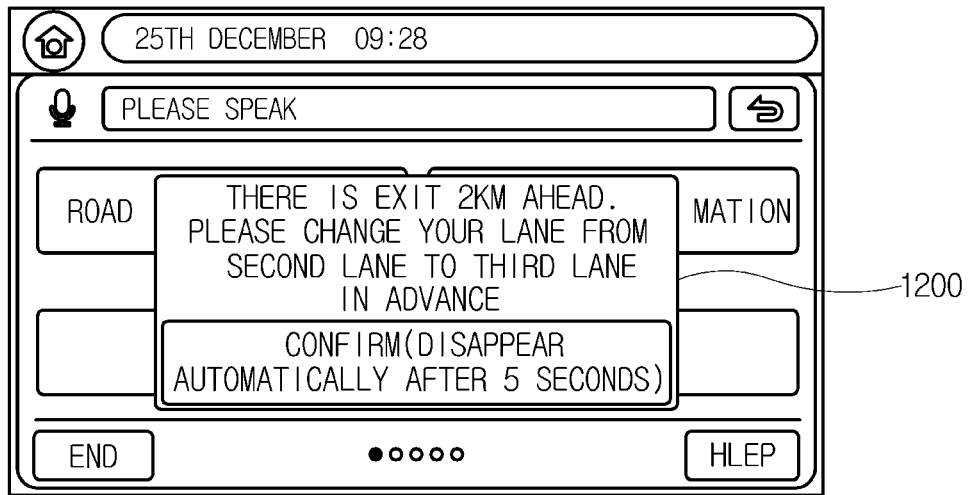 25TH DECEMBER 09:28
PLEASE SPEAK
ROAD
MATION
THERE IS EXIT 2KM AHEAD.
PLEASE CHANGE YOUR LANE FROM
SECOND LANE TO THIRD LANE
IN ADVANCE
1200
CONFIRM(DISAPPEAR
AUTOMATICALLY AFTER 5 SECONDS)
END
HLEP